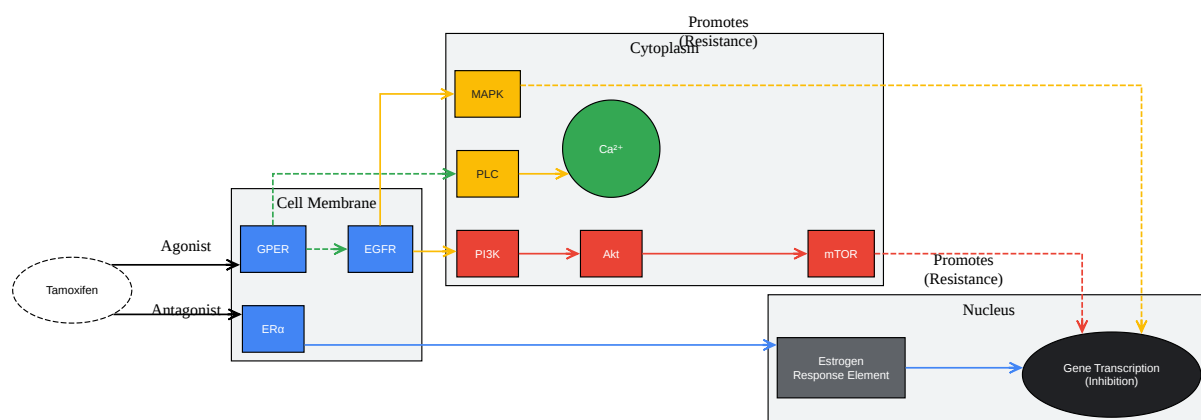 Promotes
(Resistance)
Cytoplasm
MAPK
Ca²⁺
PLC
Cell Membrane
GPER
EGFR
PI3K
Akt
mTOR
Agonist
Tamoxifen
Antagonist
ERα
Promotes
(Resistance)
Nucleus
Estrogen
Response Element
Gene Transcription
(Inhibition)